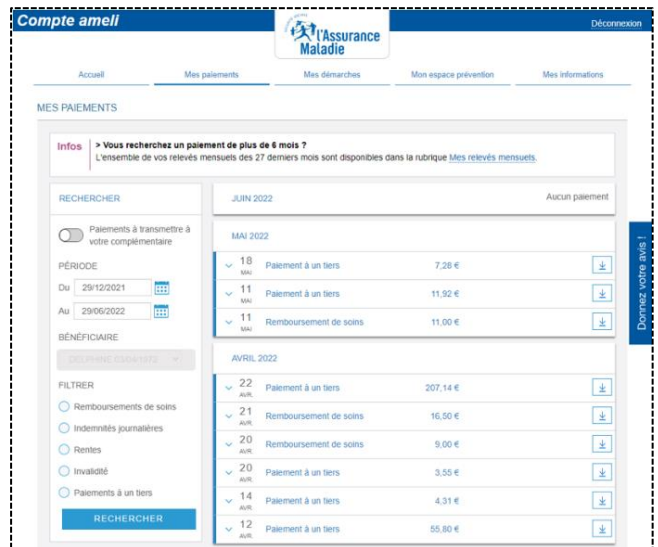 Compte ameli
l'Assurance
Maladie
Déconnexion
Accueil
Mes paiements
Mes démarches
Mon espace prévention
Mes informations
MES PAIEMENTS
Infos
> Vous recherchez un paiement de plus de 6 mois ?
L'ensemble de vos relevés mensuels des 27 derniers mois sont disponibles dans la rubrique Mes relevés mensuels.
RECHERCHER
Paiements à transmettre à
votre complémentaire
PÉRIODE
Du 29/12/2021
Au 29/06/2022
BÉNÉFICIAIRE
DELPHINE 03/04/1972
FILTRER
Remboursements de soins
Indemnités journalières
Rentes
Invalidité
Paiements à un tiers
RECHERCHER
JUIN 2022 Aucun paiement
MAI 2022
18 MAI Paiement à un tiers 7,28 €
11 MAI Paiement à un tiers 11,92 €
11 MAI Remboursement de soins 11,00 €
AVRIL 2022
22 AVR. Paiement à un tiers 207,14 €
21 AVR. Remboursement de soins 16,50 €
20 AVR. Remboursement de soins 9,00 €
20 AVR. Paiement à un tiers 3,55 €
14 AVR. Paiement à un tiers 4,31 €
12 AVR. Paiement à un tiers 55,80 €
Donnez votre avis !